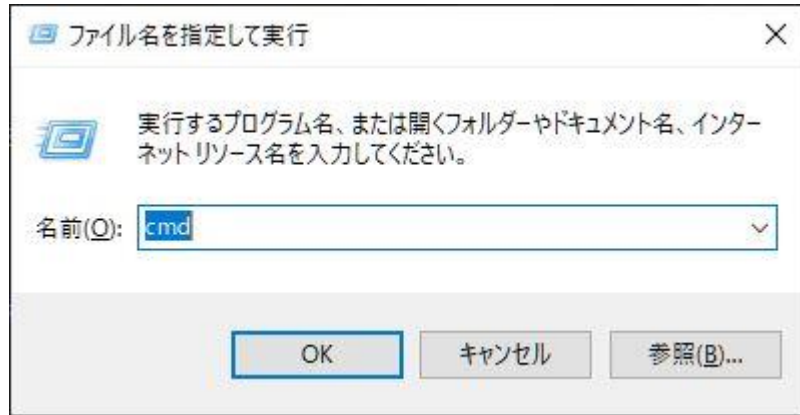 ファイル名を指定して実行
実行するプログラム名、または開くフォルダーやドキュメント名、インター
ネット リソース名を入力してください。
名前(O): cmd
OK キャンセル 参照(B)...